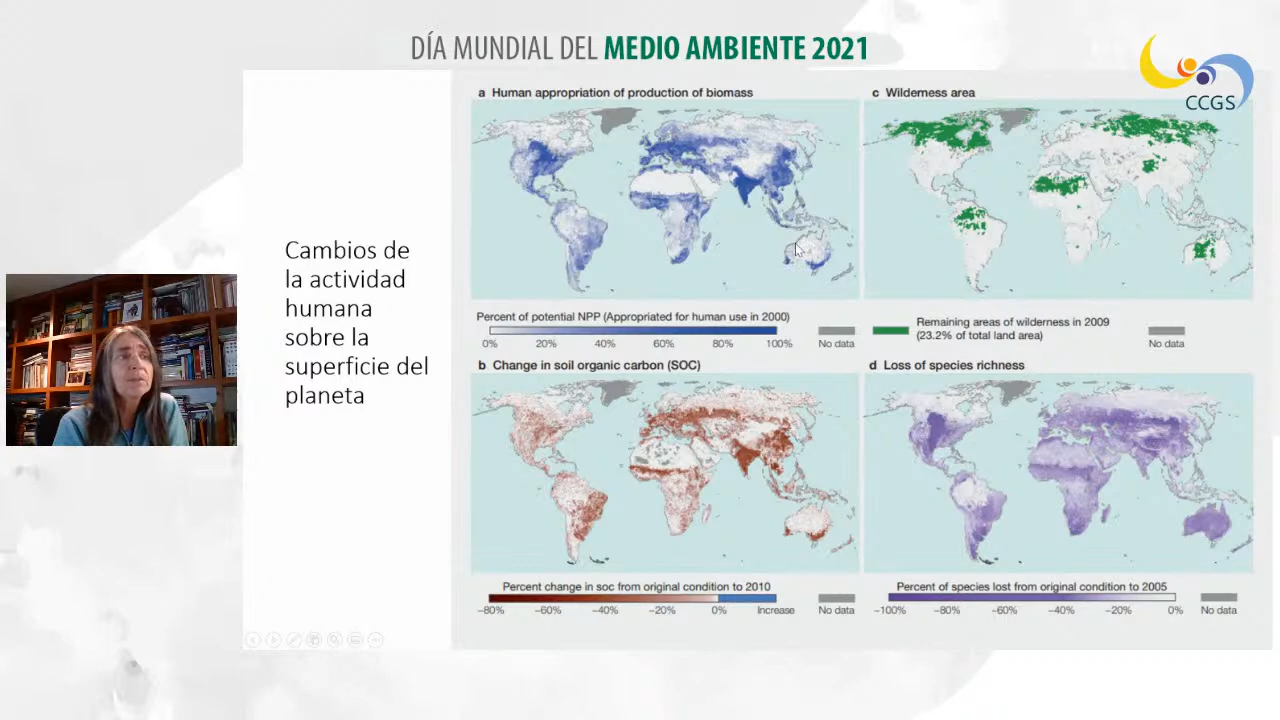 DÍA MUNDIAL DEL MEDIO AMBIENTE 2021
CCGS
Cambios de
la actividad
humana
sobre la
superficie del
planeta
a Human appropriation of production of biomass
Percent of potential NPP (Appropriated for human use in 2000)
0% 20% 40% 60% 80% 100% No data
c Wilderness area
Remaining areas of wilderness in 2009
(23.2% of total land area)
No data
b Change in soil organic carbon (SOC)
Percent change in soc from original condition to 2010
−80% −60% −40% −20% 0% Increase No data
d Loss of species richness
Percent of species lost from original condition to 2005
−100% −80% −60% −40% −20% 0% No data